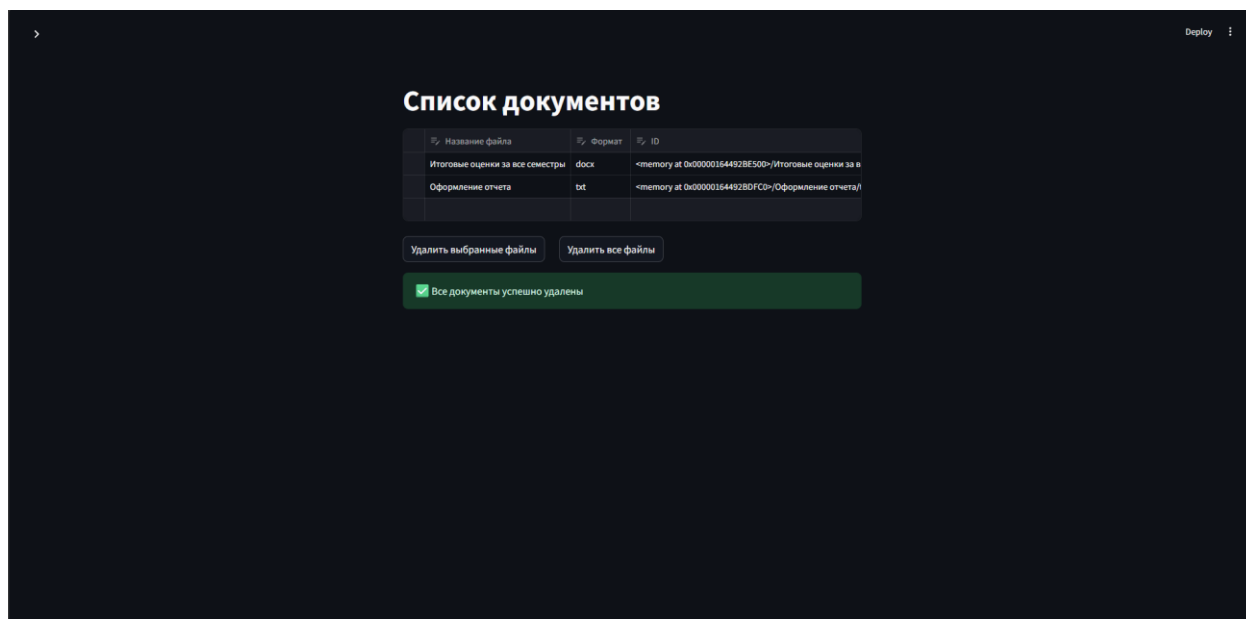 Deploy
Список документов
Название файла Формат ID
Итоговые оценки за все семестры docx <memory at 0x00000164492BE500>/Итоговые оценки за в
Оформление отчета txt <memory at 0x00000164492BDFC0>/Оформление отчета/
Удалить выбранные файлы Удалить все файлы
Все документы успешно удалены